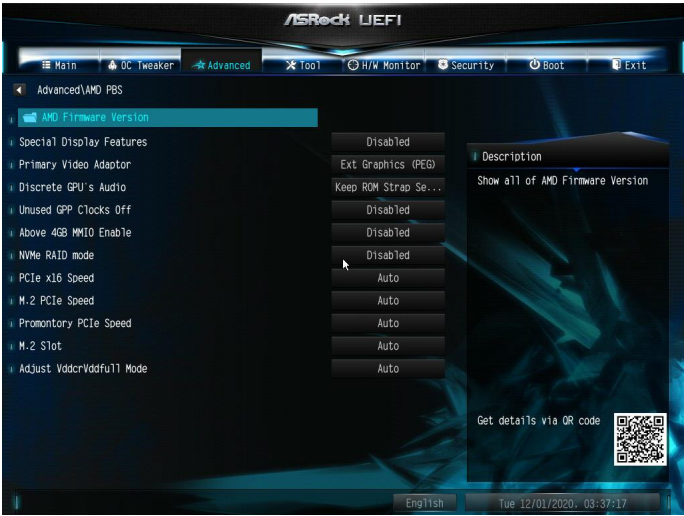 ASRock UEFI
Main OC Tweaker Advanced Tool H/W Monitor Security Boot Exit
Advanced\AMD PBS
AMD Firmware Version
Special Display Features Disabled
Primary Video Adaptor Ext Graphics (PEG)
Discrete GPU's Audio Keep ROM Strap Se...
Unused GPP Clocks Off Disabled
Above 4GB MMIO Enable Disabled
NVMe RAID mode Disabled
PCIe x16 Speed Auto
M.2 PCIe Speed Auto
Promontory PCIe Speed Auto
M.2 Slot Auto
Adjust VddcrVddfull Mode Auto
Description
Show all of AMD Firmware Version
Get details via QR code
English Tue 12/01/2020. 03:37:17